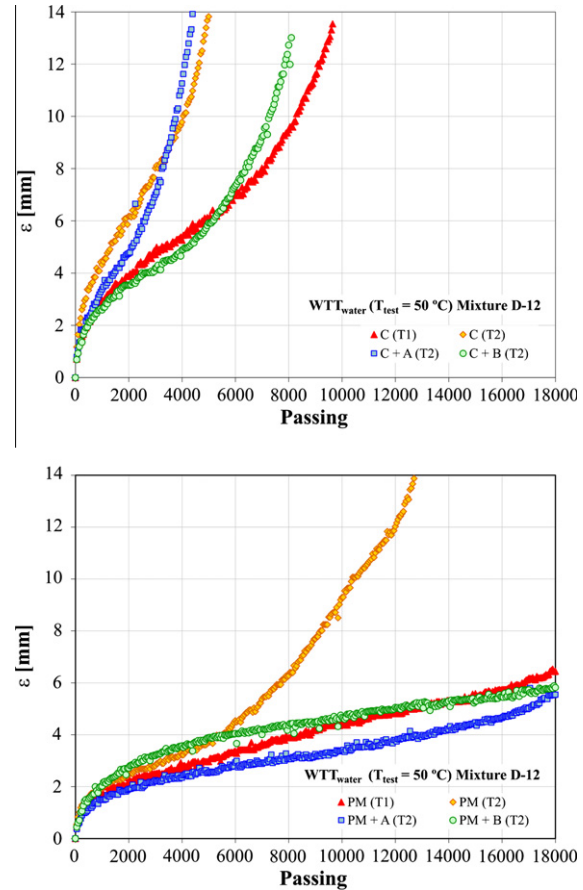 14
12
10
8
6
4
2
0
ε [mm]
WTTwater (Ttest = 50 ºC) Mixture D-12
C (T1) C (T2)
C + A (T2) C + B (T2)
0 2000 4000 6000 8000 10000 12000 14000 16000 18000
Passing
14
12
10
8
6
4
2
0
ε [mm]
WTTwater (Ttest = 50 ºC) Mixture D-12
PM (T1) PM (T2)
PM + A (T2) PM + B (T2)
0 2000 4000 6000 8000 10000 12000 14000 16000 18000
Passing